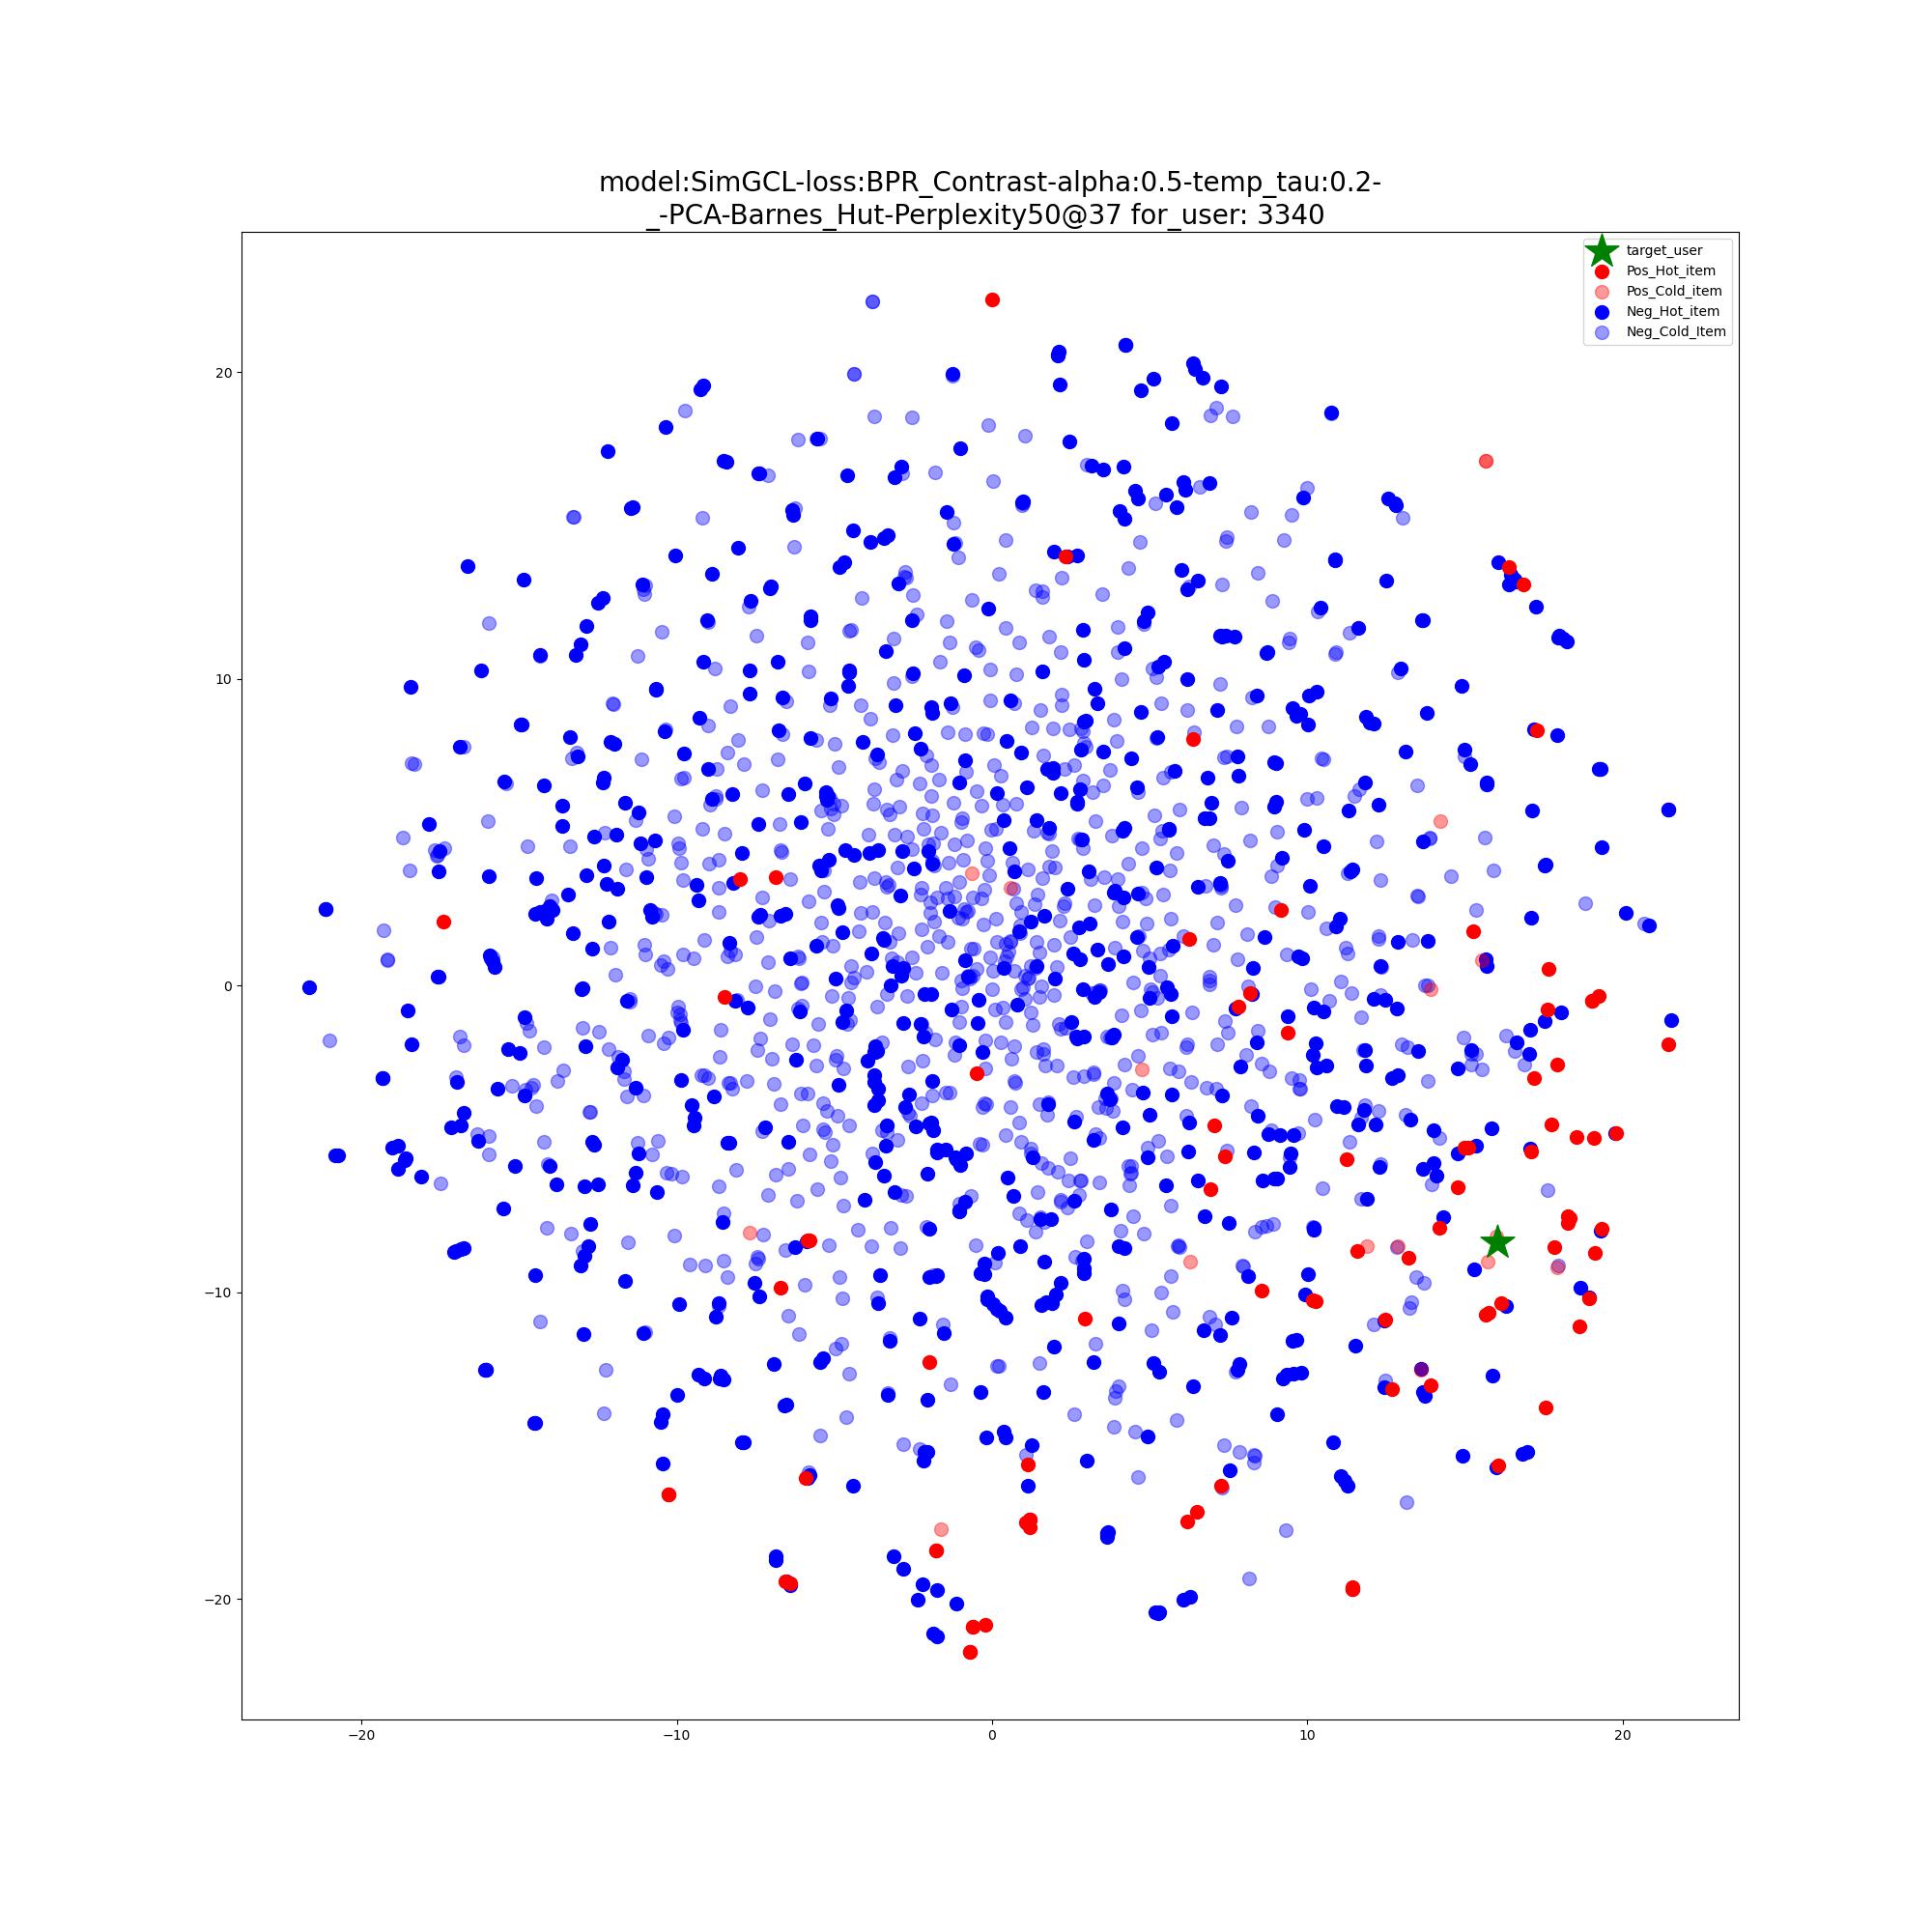 model:SimGCL-loss:BPR_Contrast-alpha:0.5-temp_tau:0.2-
_-PCA-Barnes_Hut-Perplexity50@37 for_user: 3340
target_user
Pos_Hot_item
Pos_Cold_item
Neg_Hot_item
Neg_Cold_Item
20
10
0
−10
−20
−20 −10 0 10 20